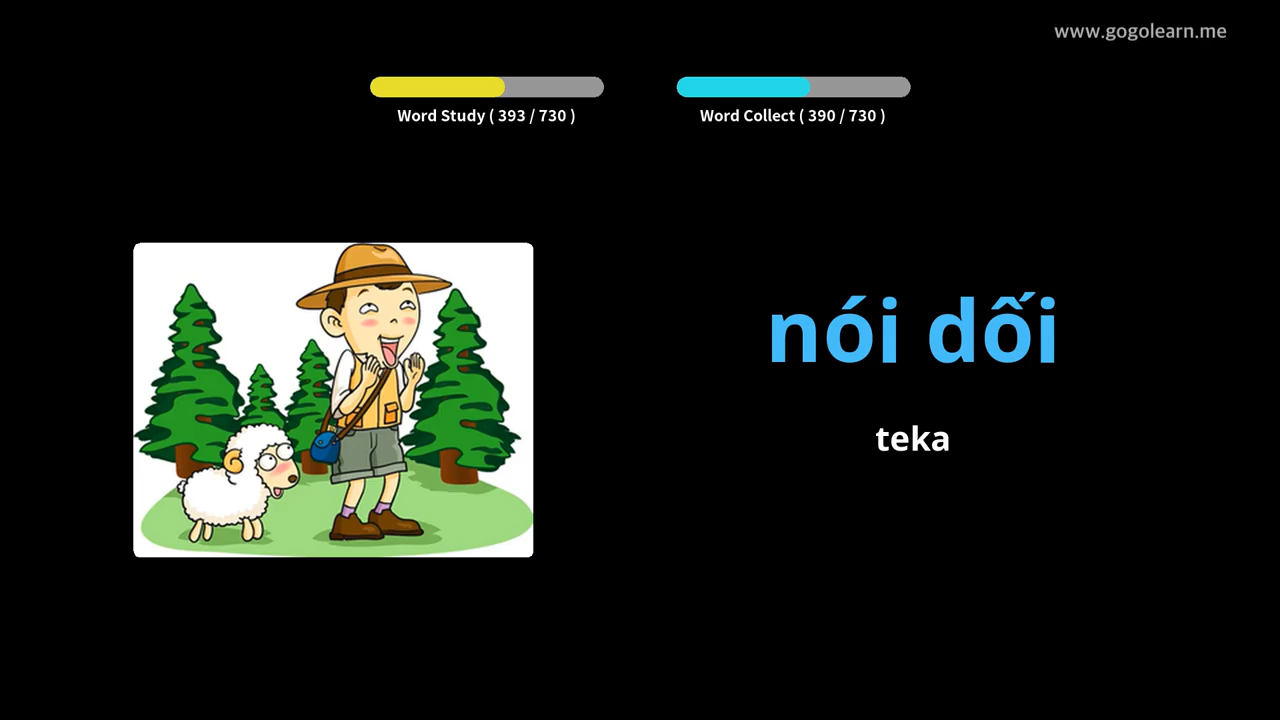 www.gogolearn.me
Word Study ( 393 / 730 )
Word Collect ( 390 / 730 )
nói dối
teka